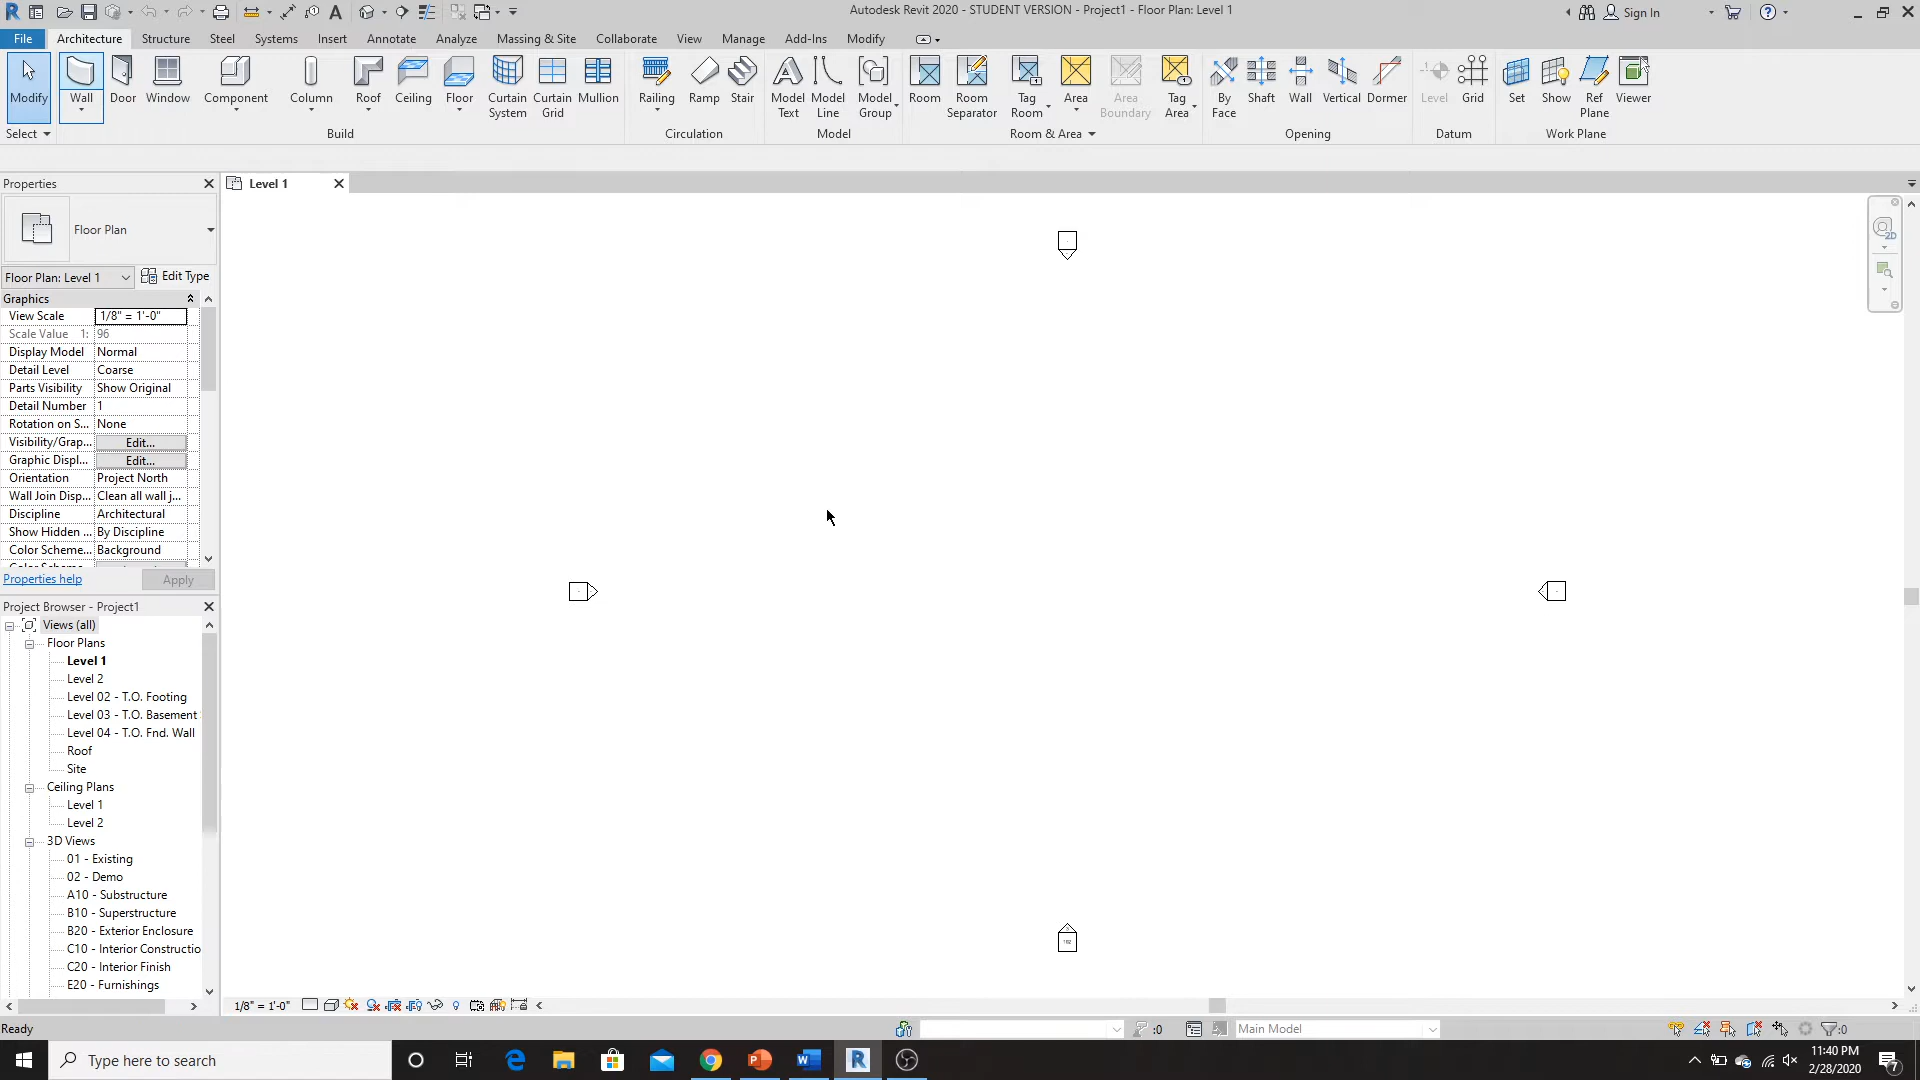 Autodesk Revit 2020 - STUDENT VERSION - Project1 - Floor Plan: Level 1
Sign In
File Architecture Structure Steel Systems Insert Annotate Analyze Massing & Site Collaborate View Manage Add-Ins Modify
Modify Wall Door Window Component Column Roof Ceiling Floor Curtain System Curtain Grid Mullion Railing Ramp Stair Model Text Model Line Model Group Room Room Separator Tag Room Area Area Boundary Tag Area By Face Shaft Wall Vertical Dormer Level Grid Set Show Ref Plane Viewer
Select Build Circulation Model Room & Area Opening Datum Work Plane
Properties
Level 1
Floor Plan
Floor Plan: Level 1 Edit Type
Graphics
View Scale 1/8" = 1'-0"
Scale Value 1: 96
Display Model Normal
Detail Level Coarse
Parts Visibility Show Original
Detail Number 1
Rotation on S... None
Visibility/Grap... Edit...
Graphic Displ... Edit...
Orientation Project North
Wall Join Disp... Clean all wall j...
Discipline Architectural
Show Hidden ... By Discipline
Color Scheme... Background
Properties help Apply
Project Browser - Project1
Views (all)
Floor Plans
Level 1
Level 2
Level 02 - T.O. Footing
Level 03 - T.O. Basement
Level 04 - T.O. Fnd. Wall
Roof
Site
Ceiling Plans
Level 1
Level 2
3D Views
01 - Existing
02 - Demo
A10 - Substructure
B10 - Superstructure
B20 - Exterior Enclosure
C10 - Interior Constructio
C20 - Interior Finish
E20 - Furnishings
1/8" = 1'-0"
Ready
:0
Main Model
:0
Type here to search
11:40 PM
2/28/2020
7
2D